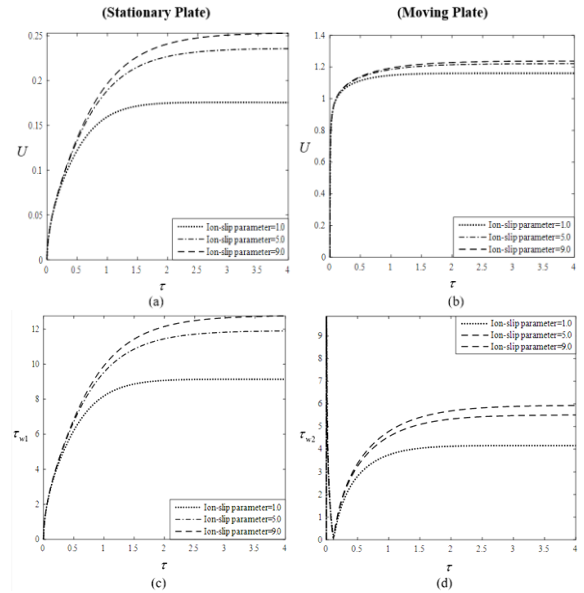 (Stationary Plate)
(Moving Plate)
0.25
0.2
0.15
0.1
0.05
0
U
0 0.5 1 1.5 2 2.5 3 3.5 4
τ
Ion-slip parameter=1.0
Ion-slip parameter=5.0
Ion-slip parameter=9.0
(a)
1.4
1.2
1
0.8
0.6
0.4
0.2
0
U
0 0.5 1 1.5 2 2.5 3 3.5 4
τ
Ion-slip parameter=1.0
Ion-slip parameter=5.0
Ion-slip parameter=9.0
(b)
12
10
8
6
4
2
0
τw1
0 0.5 1 1.5 2 2.5 3 3.5 4
τ
Ion-slip parameter=1.0
Ion-slip parameter=5.0
Ion-slip parameter=9.0
(c)
9
8
7
6
5
4
3
2
1
0
τw2
0 0.5 1 1.5 2 2.5 3 3.5 4
τ
Ion-slip parameter=1.0
Ion-slip parameter=5.0
Ion-slip parameter=9.0
(d)